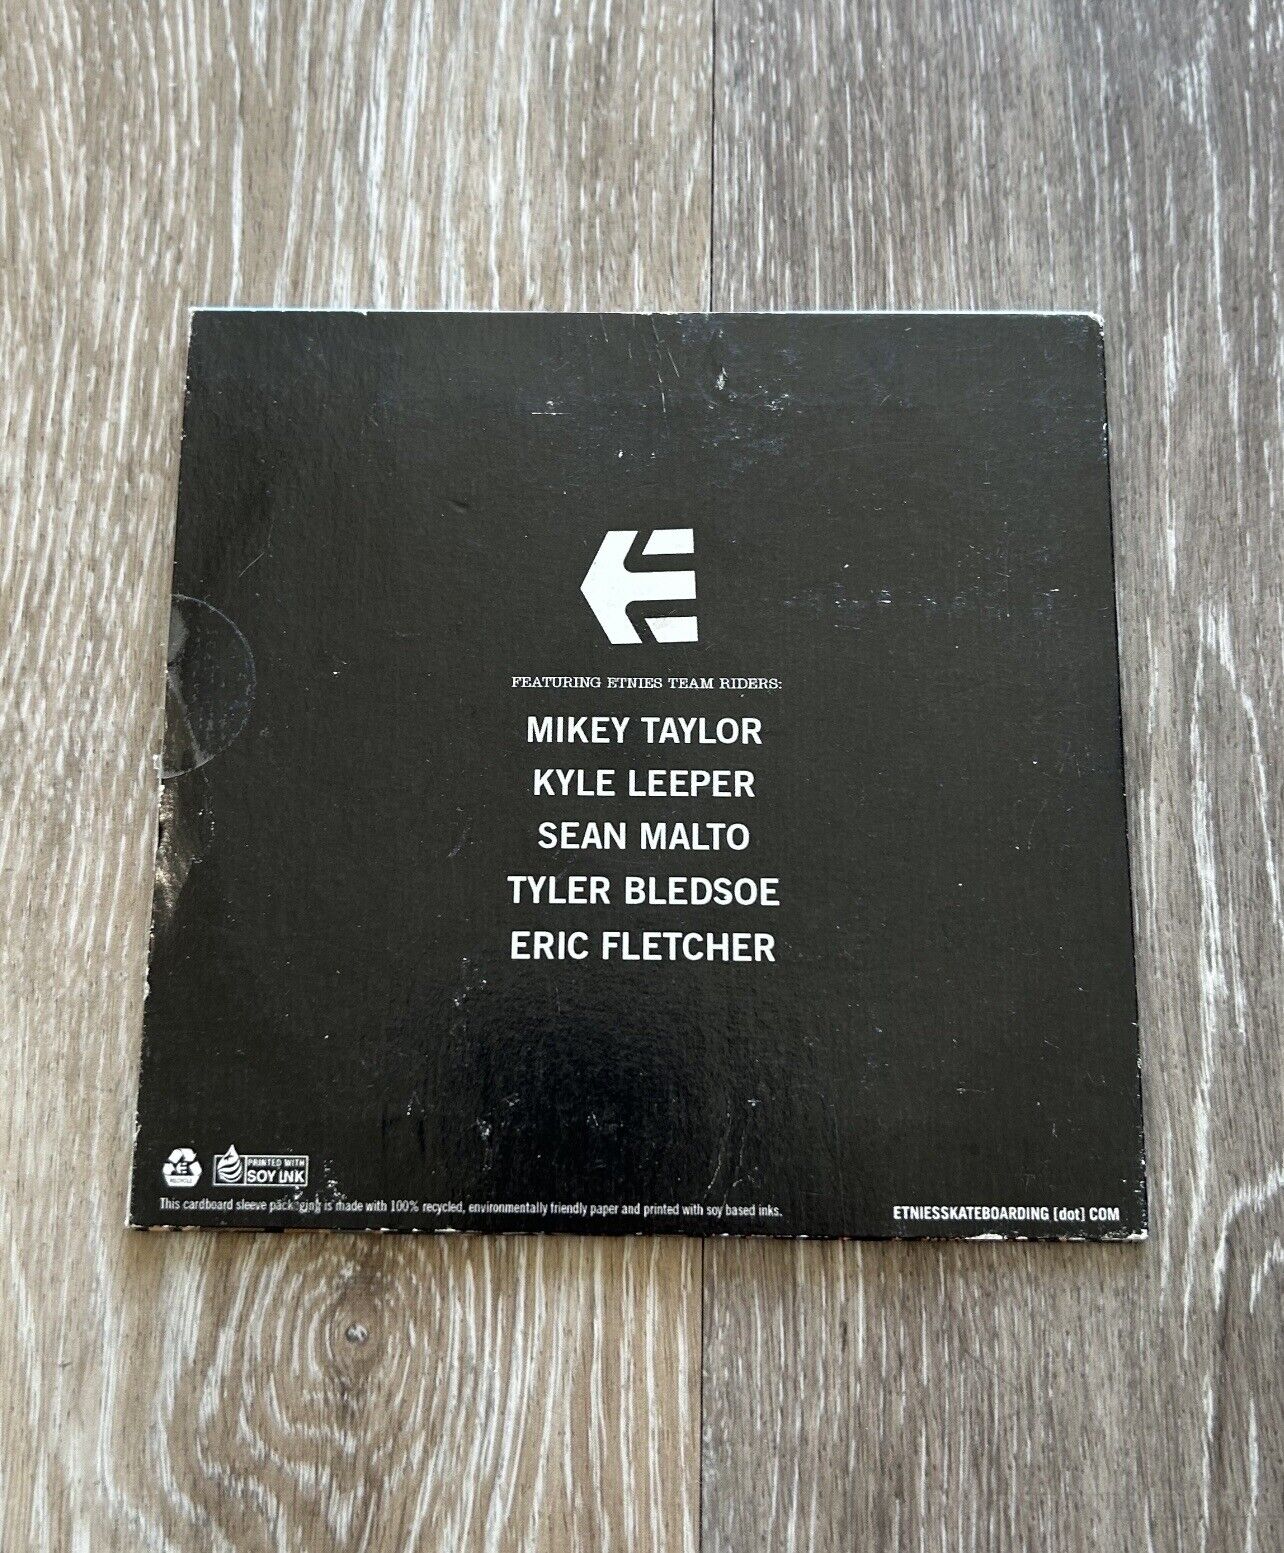 FEATURING ETNIES TEAM RIDERS:
MIKEY TAYLOR
KYLE LEEPER
SEAN MALTO
TYLER BLEDSOE
ERIC FLETCHER
RECYCLE
PRINTED WITH
SOY INK
This cardboard sleeve packaging is made with 100% recycled, environmentally friendly paper and printed with soy based inks.
ETNIESSKATEBOARDING [dot] COM